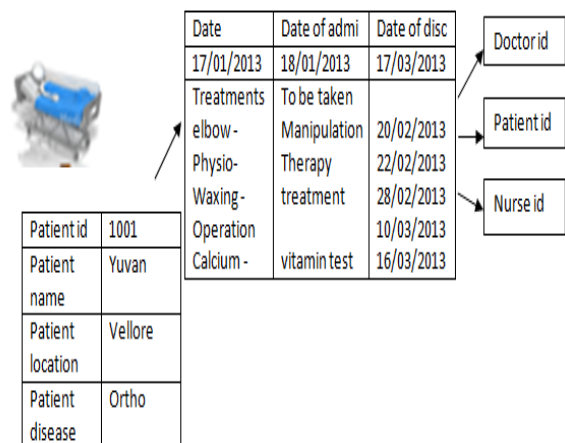 Date Date of admi Date of disc
17/01/2013 18/01/2013 17/03/2013
Treatments To be taken
elbow - Manipulation 20/02/2013
Physio- Therapy 22/02/2013
Waxing - treatment 28/02/2013
Operation 10/03/2013
Calcium - vitamin test 16/03/2013
Doctor id
Patient id
Nurse id
Patient id 1001
Patient Yuvan
name
Patient Vellore
location
Patient Ortho
disease